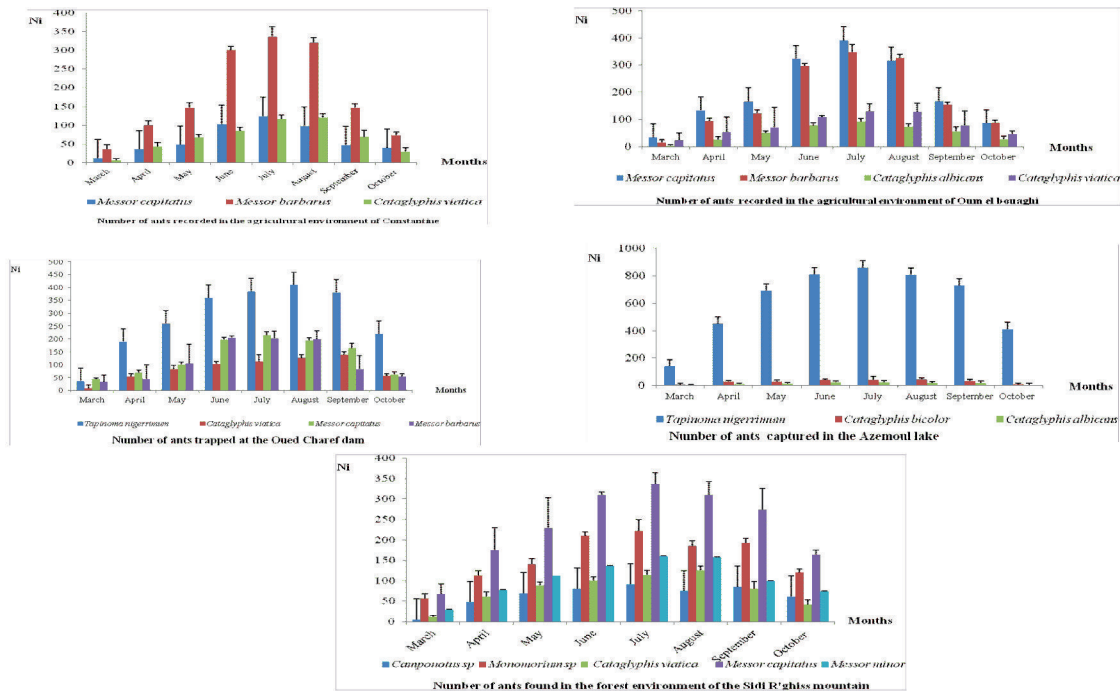 Ni
400
350
300
250
200
150
100
50
0
March April May June July August September October
Months
Messor capitatus Messor barbarus Cataglyphis viatica
Number of ants recorded in the agricultrural environment of Constantine
Ni
500
400
300
200
100
0
March April May June July August September October
Months
Messor capitatus Messor barbarus Cataglyphis albicans Cataglyphis viatica
Number of ants recorded in the agricultural environment of Oum el bouaghi
Ni
500
450
400
350
300
250
200
150
100
50
0
March April May June July August September October
Months
Tapinoma nigerrimum Cataglyphis viatica Messor capitatus Messor barbarus
Number of ants trapped at the Oued Charef dam
Ni
1000
800
600
400
200
0
March April May June July August September October
Months
Tapinoma nigerrimum Cataglyphis bicolor Cataglyphis albicans
Number of ants captured in the Azemoul lake
Ni
400
350
300
250
200
150
100
50
0
March April May June July August September October
Months
Camponotus sp Monomorium sp Cataglyphis viatica Messor capitatus Messor minor
Number of ants found in the forest environment of the Sidi R'ghiss mountain